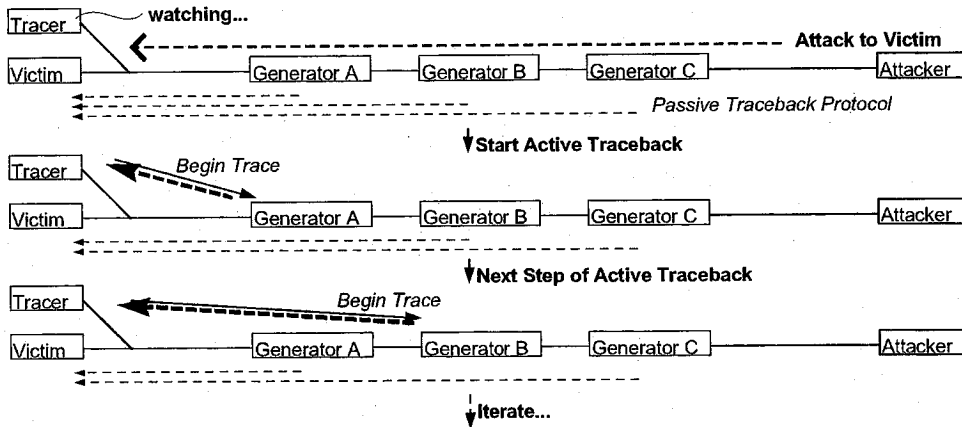 watching...
Tracer
Attack to Victim
Victim Generator A Generator B Generator C Attacker
Passive Traceback Protocol
Start Active Traceback
Begin Trace
Tracer
Victim Generator A Generator B Generator C Attacker
Next Step of Active Traceback
Begin Trace
Tracer
Victim Generator A Generator B Generator C Attacker
Iterate...